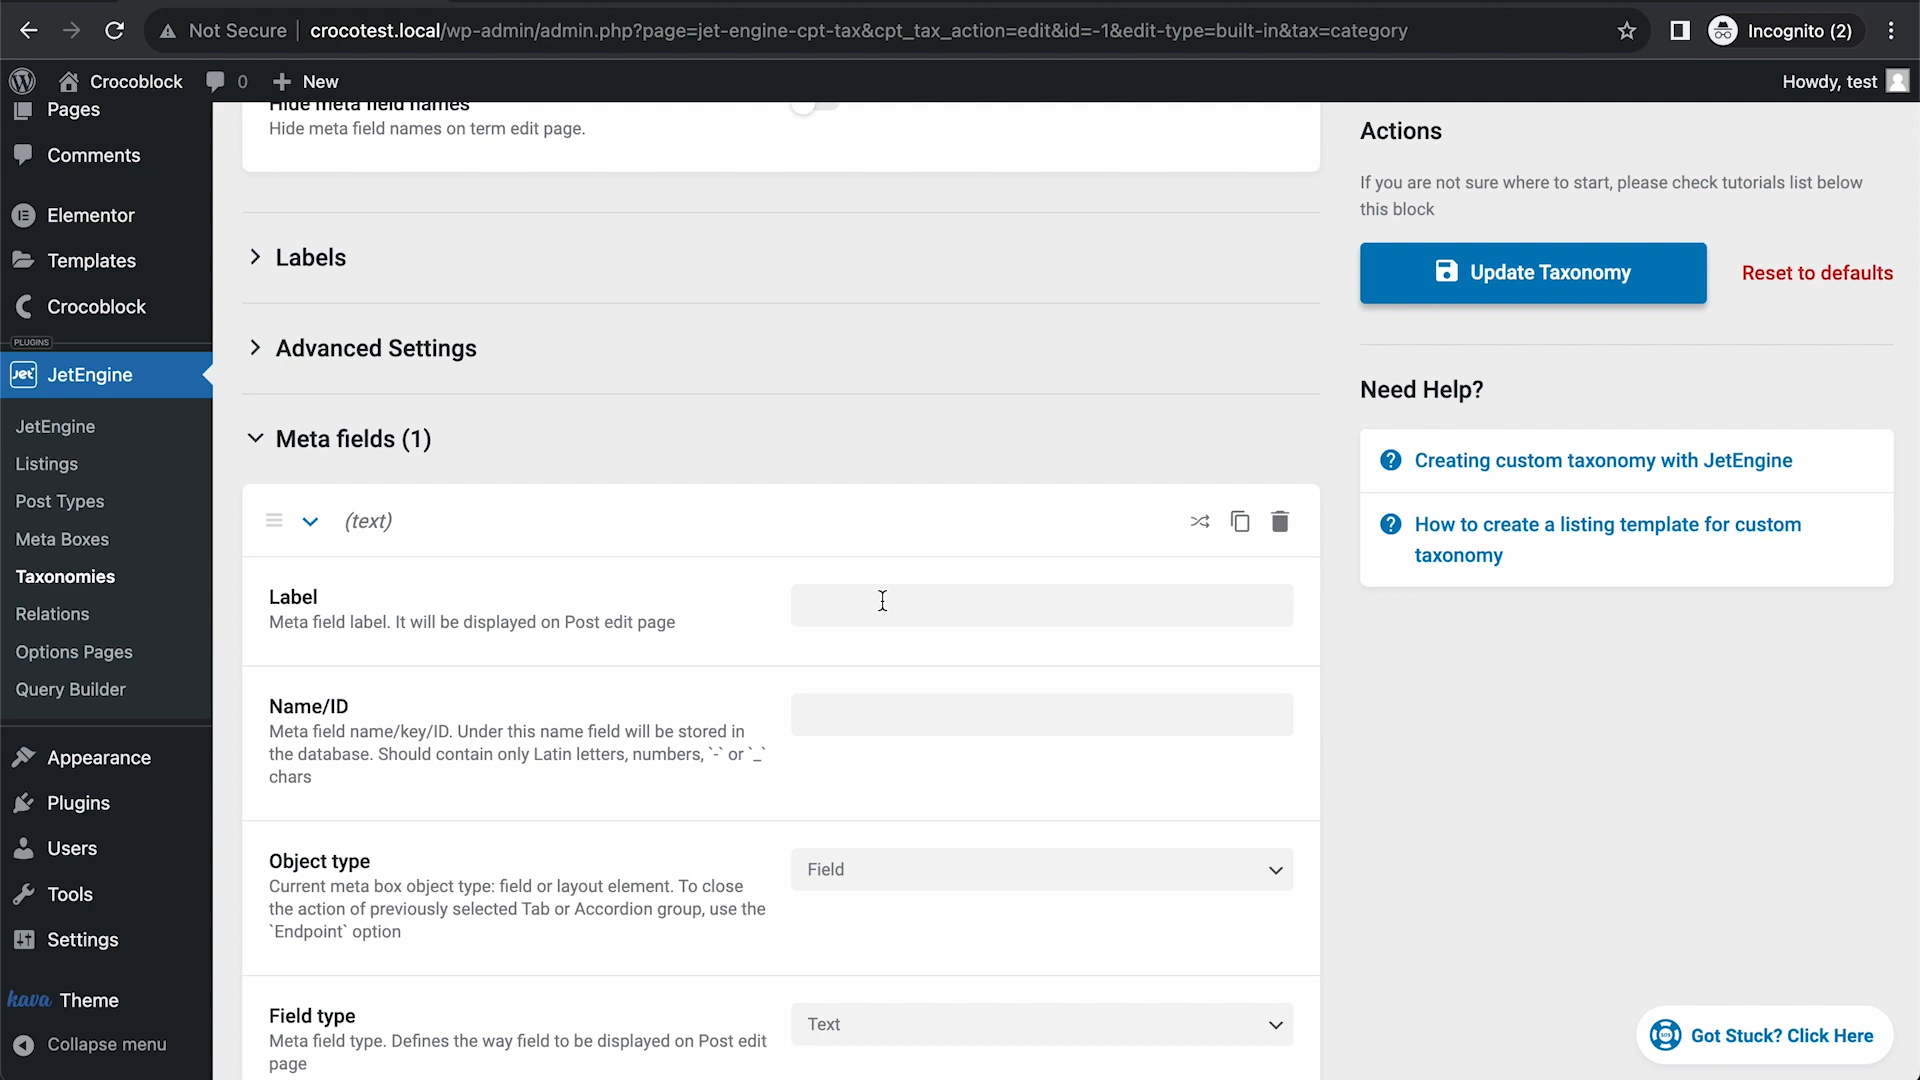 Not Secure
crocotest.local/wp-admin/admin.php?page=jet-engine-cpt-tax&cpt_tax_action=edit&id=-1&edit-type=built-in&tax=category
Incognito (2)
Crocoblock
0
New
Howdy, test
Pages
Comments
Elementor
Templates
Crocoblock
PLUGINS
JetEngine
JetEngine
Listings
Post Types
Meta Boxes
Taxonomies
Relations
Options Pages
Query Builder
Appearance
Plugins
Users
Tools
Settings
hava Theme
Collapse menu
Hide meta field names
Hide meta field names on term edit page.
Labels
Advanced Settings
Meta fields (1)
(text)
Label
Meta field label. It will be displayed on Post edit page
Name/ID
Meta field name/key/ID. Under this name field will be stored in
the database. Should contain only Latin letters, numbers, `-` or `_`
chars
Object type
Current meta box object type: field or layout element. To close
the action of previously selected Tab or Accordion group, use the
`Endpoint` option
Field
Field type
Meta field type. Defines the way field to be displayed on Post edit
page
Text
Actions
If you are not sure where to start, please check tutorials list below
this block
Update Taxonomy
Reset to defaults
Need Help?
Creating custom taxonomy with JetEngine
How to create a listing template for custom
taxonomy
Got Stuck? Click Here